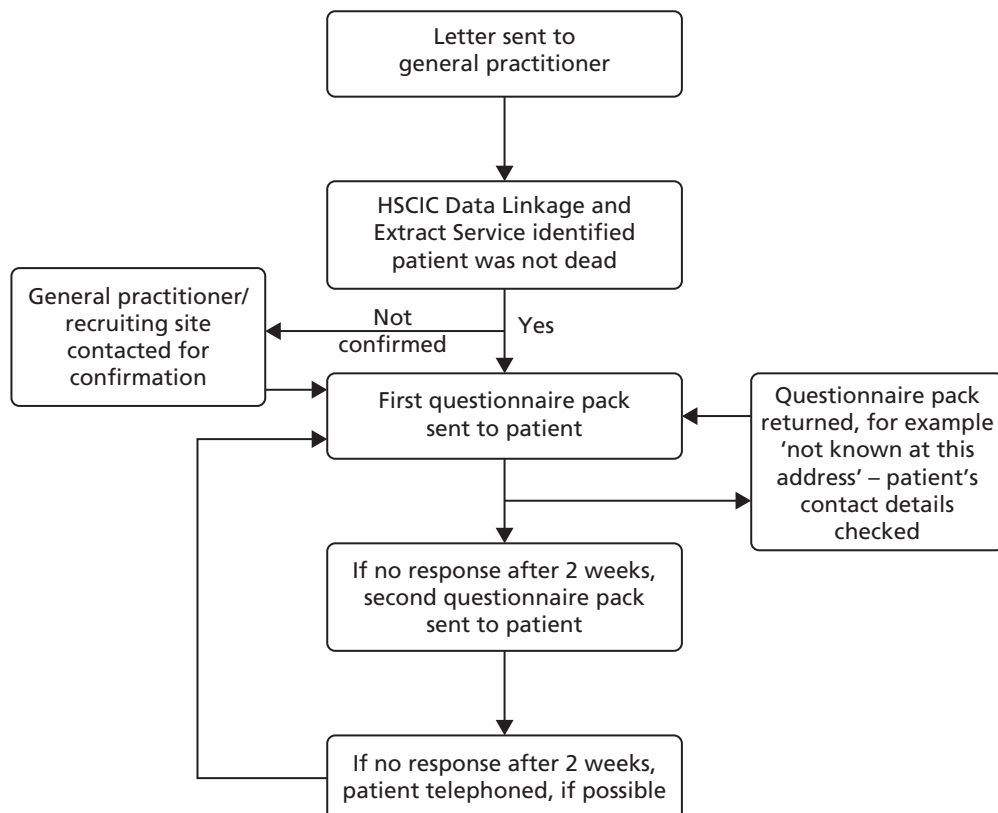 Letter sent to
general practitioner
HSCIC Data Linkage and
Extract Service identified
patient was not dead
General practitioner/
recruiting site
contacted for
confirmation
Not
confirmed
Yes
First questionnaire pack
sent to patient
Questionnaire pack
returned, for example
‘not known at this
address’ – patient’s
contact details
checked
If no response after 2 weeks,
second questionnaire pack
sent to patient
If no response after 2 weeks,
patient telephoned, if possible